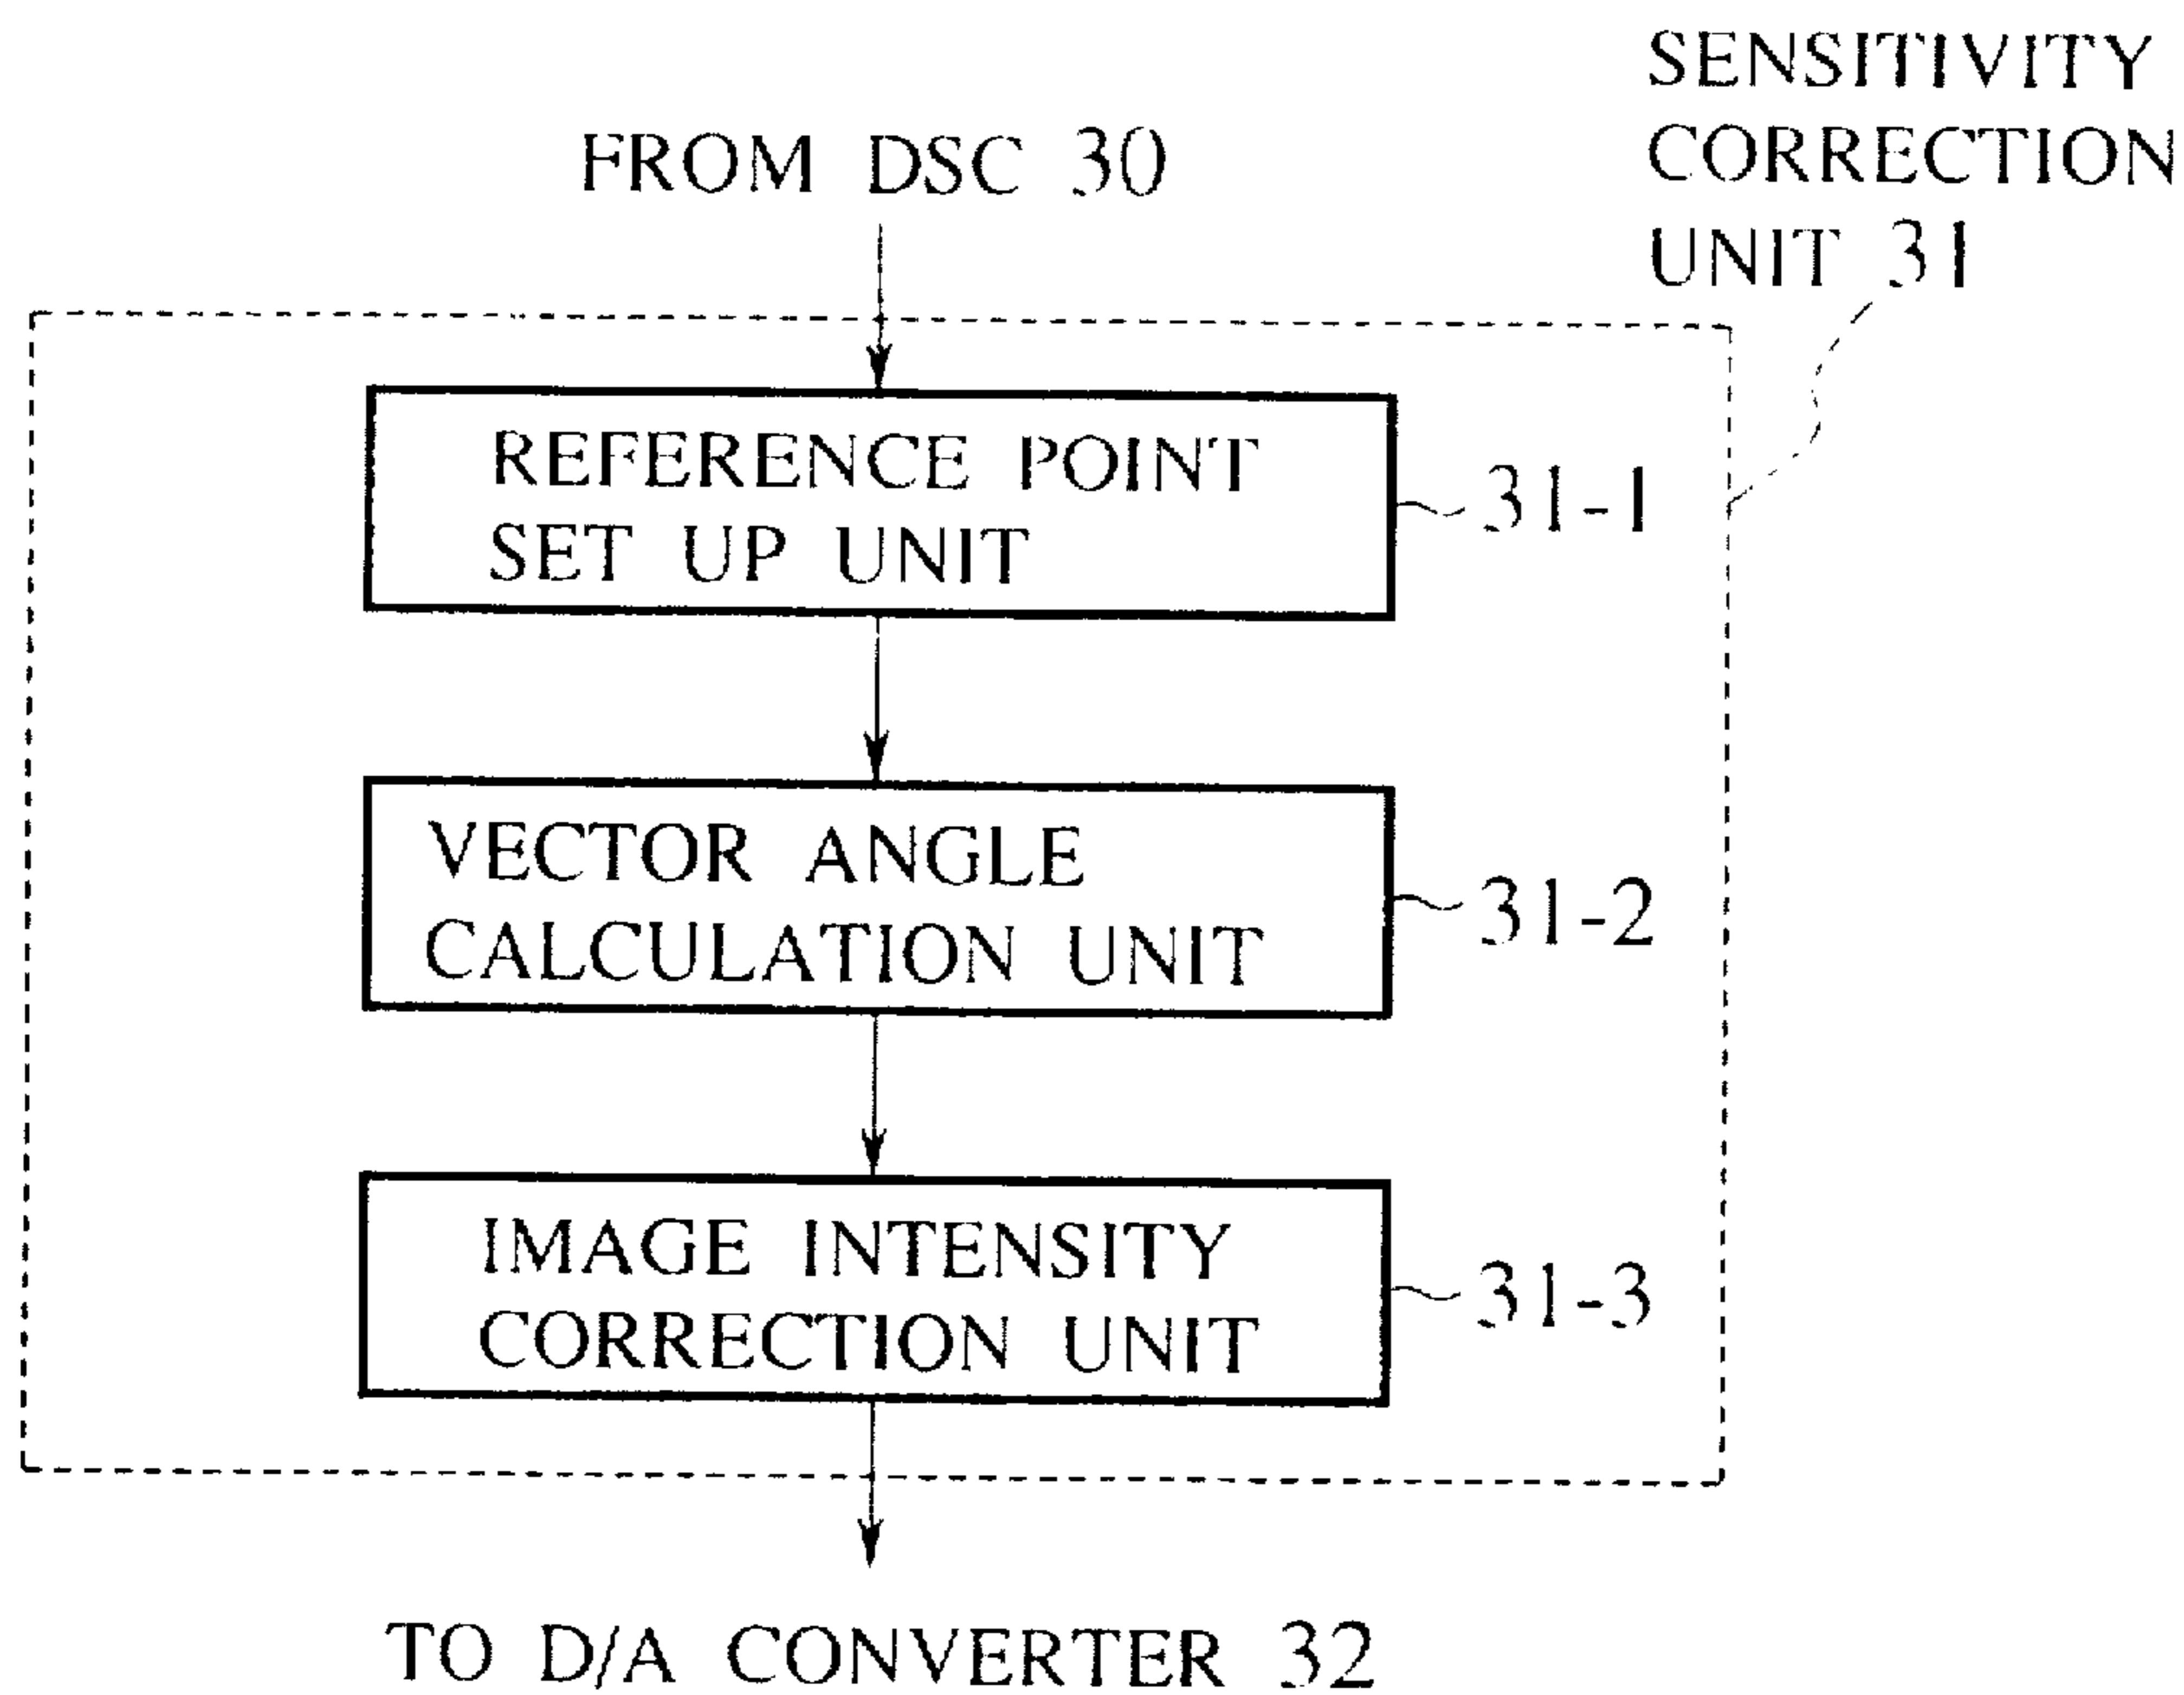 SENSITIVITY
CORRECTION
UNIT 31
FROM DSC 30
REFERENCE POINT
SET UP UNIT
31-1
VECTOR ANGLE
CALCULATION UNIT
31-2
IMAGE INTENSITY
CORRECTION UNIT
31-3
TO D/A CONVERTER 32